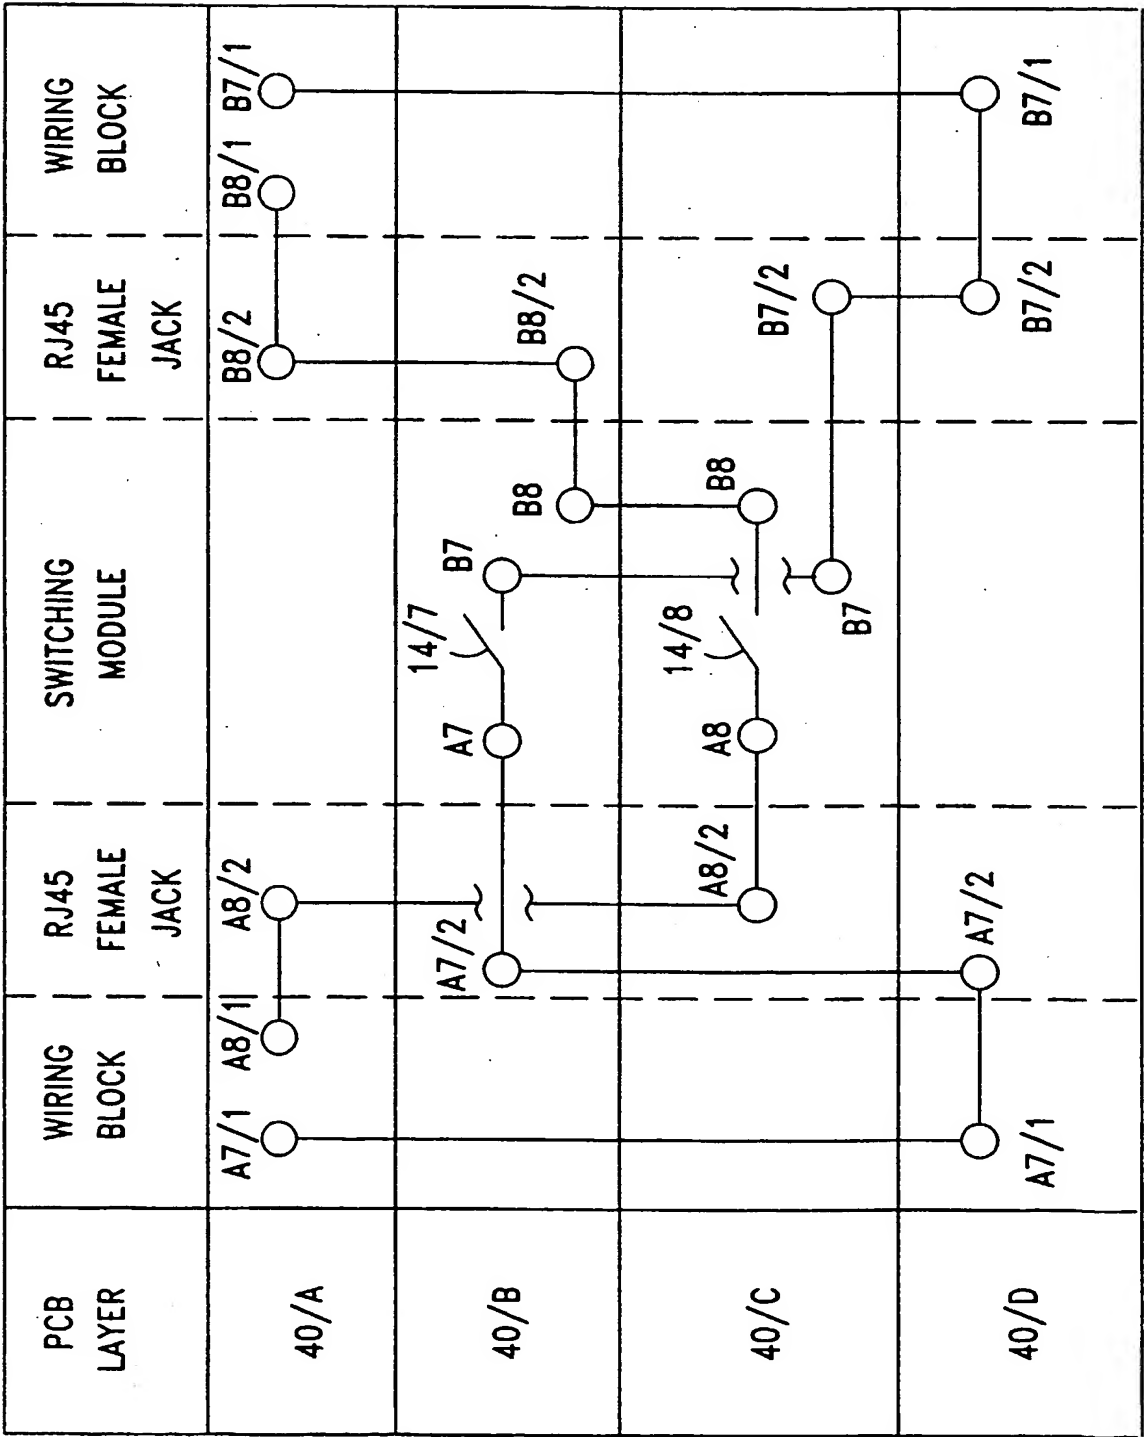 PCB
LAYER
WIRING
BLOCK
RJ45
FEMALE
JACK
SWITCHING
MODULE
RJ45
FEMALE
JACK
WIRING
BLOCK
40/A
A7/1
A8/1
A8/2
B8/2
B8/1
B7/1
40/B
A7/2
A7
14/7
B7
B8
B8/2
40/C
A8/2
A8
14/8
B8
B7
B7/2
40/D
A7/1
A7/2
B7/2
B7/1